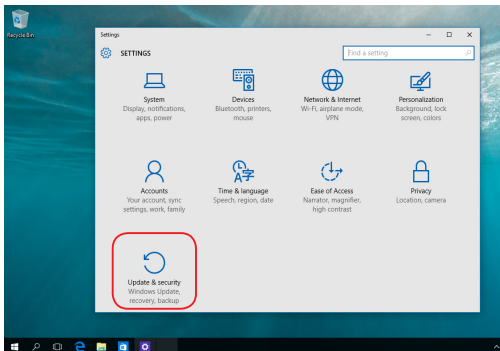 Recycle Bin
Settings
SETTINGS
Find a setting
System
Display, notifications,
apps, power
Devices
Bluetooth, printers,
mouse
Network & Internet
Wi-Fi, airplane mode,
VPN
Personalization
Background, lock
screen, colors
Accounts
Your account, sync
settings, work, family
Time & language
Speech, region, date
Ease of Access
Narrator, magnifier,
high contrast
Privacy
Location, camera
Update & security
Windows Update,
recovery, backup